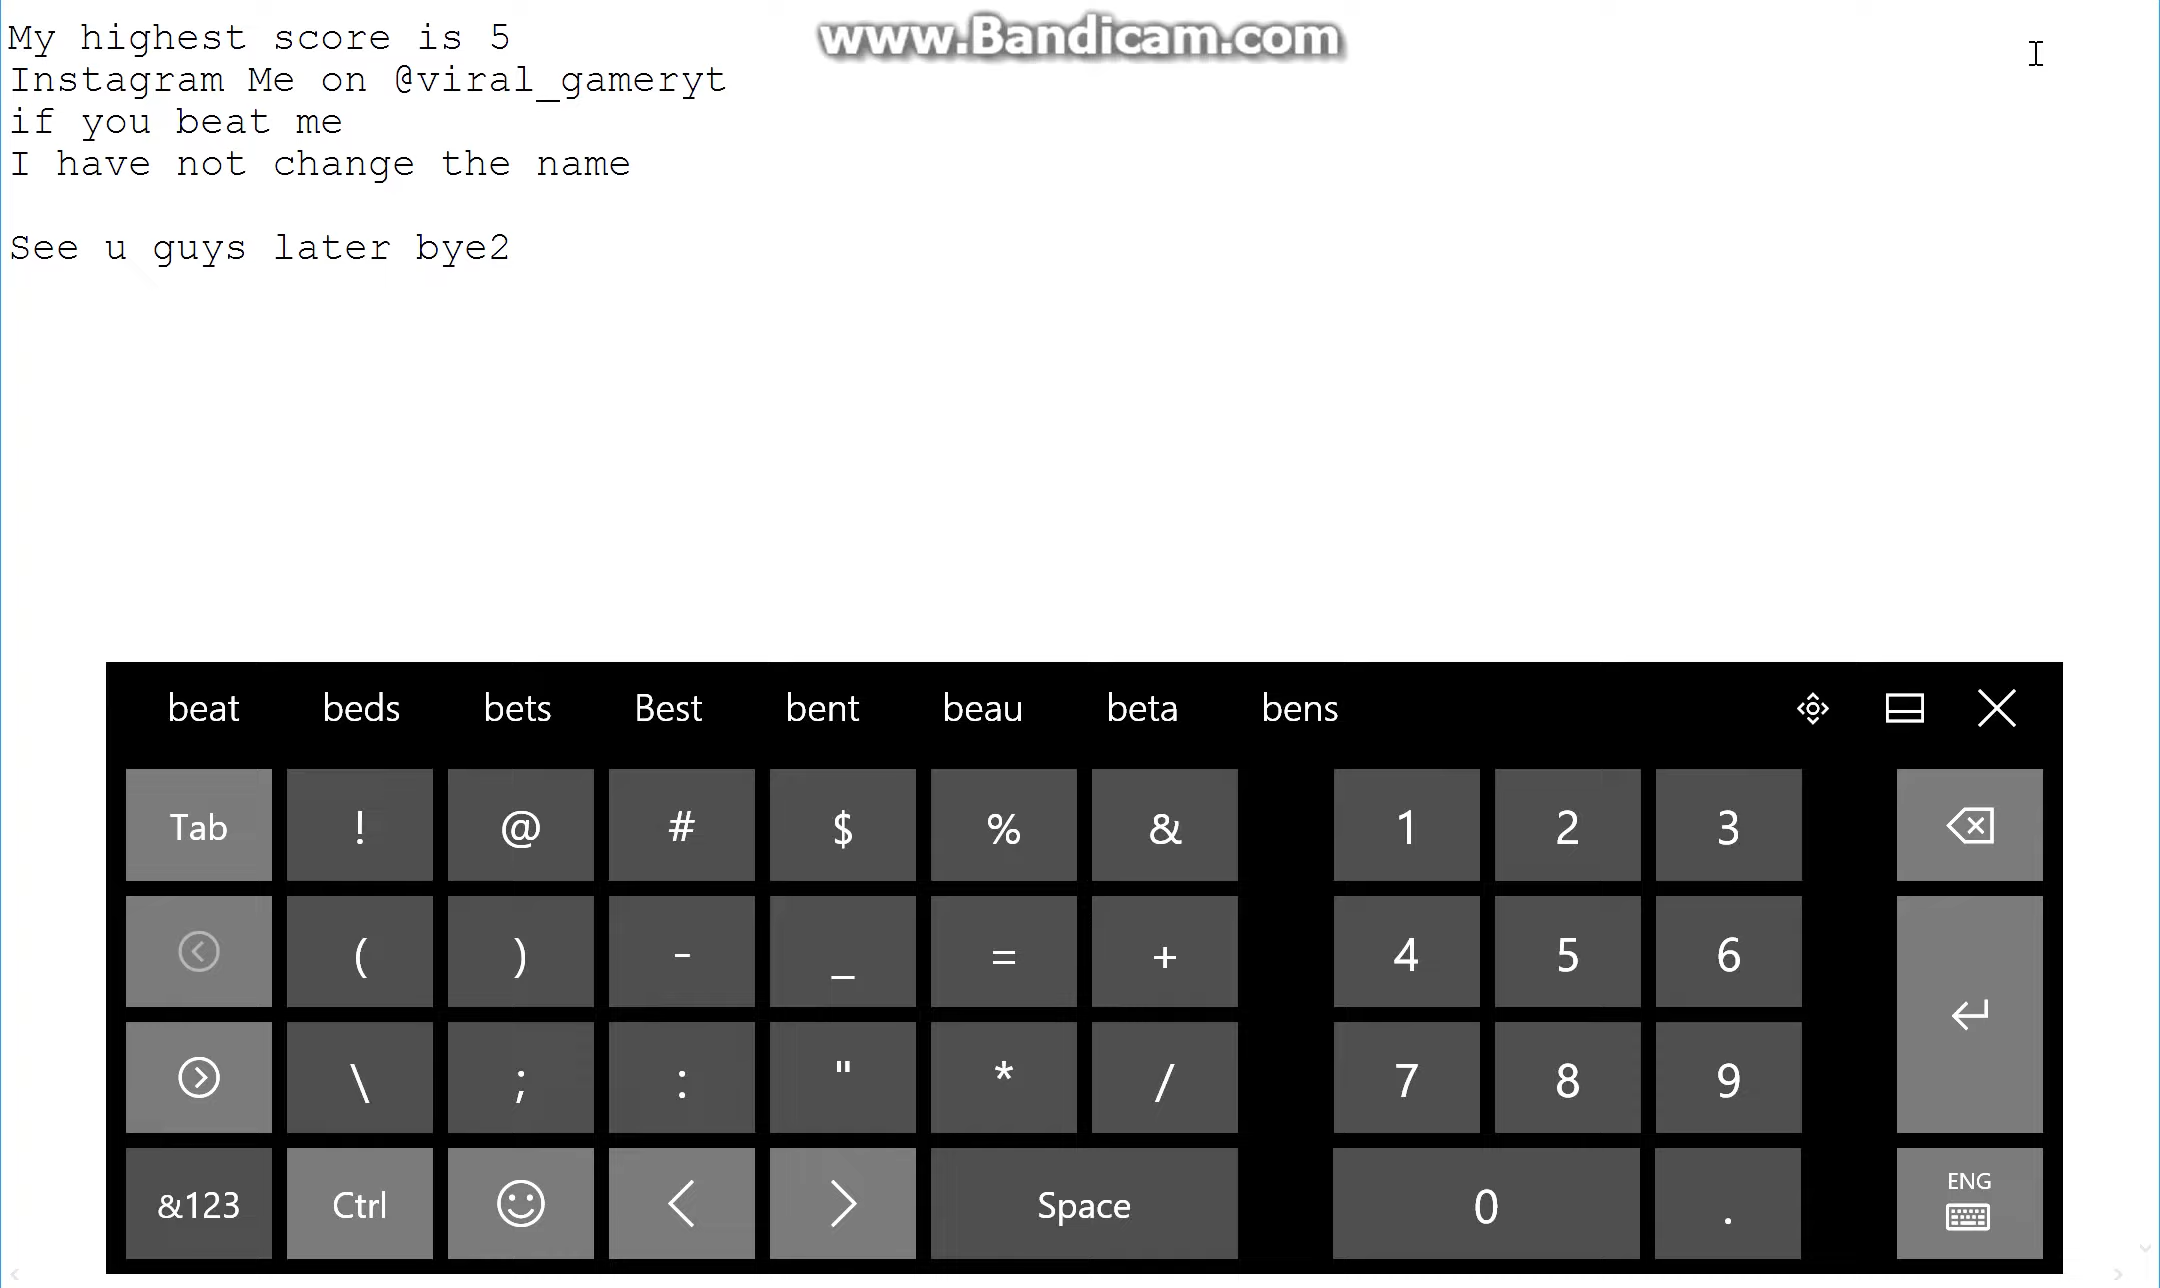 My highest score is 5
www.Bandicam.com
Instagram Me on @viral_gameryt
if you beat me
I have not change the name
See u guys later bye2
beat beds bets Best bent beau beta bens
Tab ! @ # $ % & 1 2 3
( ) - _ = + 4 5 6
\ ; : " * / 7 8 9
&123 Ctrl < > Space 0 . ENG